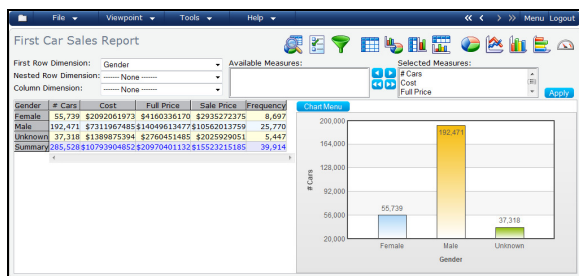 File Viewpoint Tools Help Menu Logout
First Car Sales Report
First Row Dimension: Gender
Nested Row Dimension: ------- None -------
Column Dimension: ------- None -------
Available Measures:
Selected Measures:
# Cars
Cost
Full Price
Apply
Gender # Cars Cost Full Price Sale Price Frequency
Female 55,739 $2092061973 $4160336170 $2935272375 8,697
Male 192,471 $7311967485 $14049613477 $10562013759 25,770
Unknown 37,318 $1389875394 $2760451485 $2025929051 5,447
Summary 285,528 $10793904852 $20970401132 $15523215185 39,914
Chart Menu
200,000
164,000
128,000
92,000
56,000
20,000
# Cars
55,739
192,471
37,318
Female Male Unknown
Gender